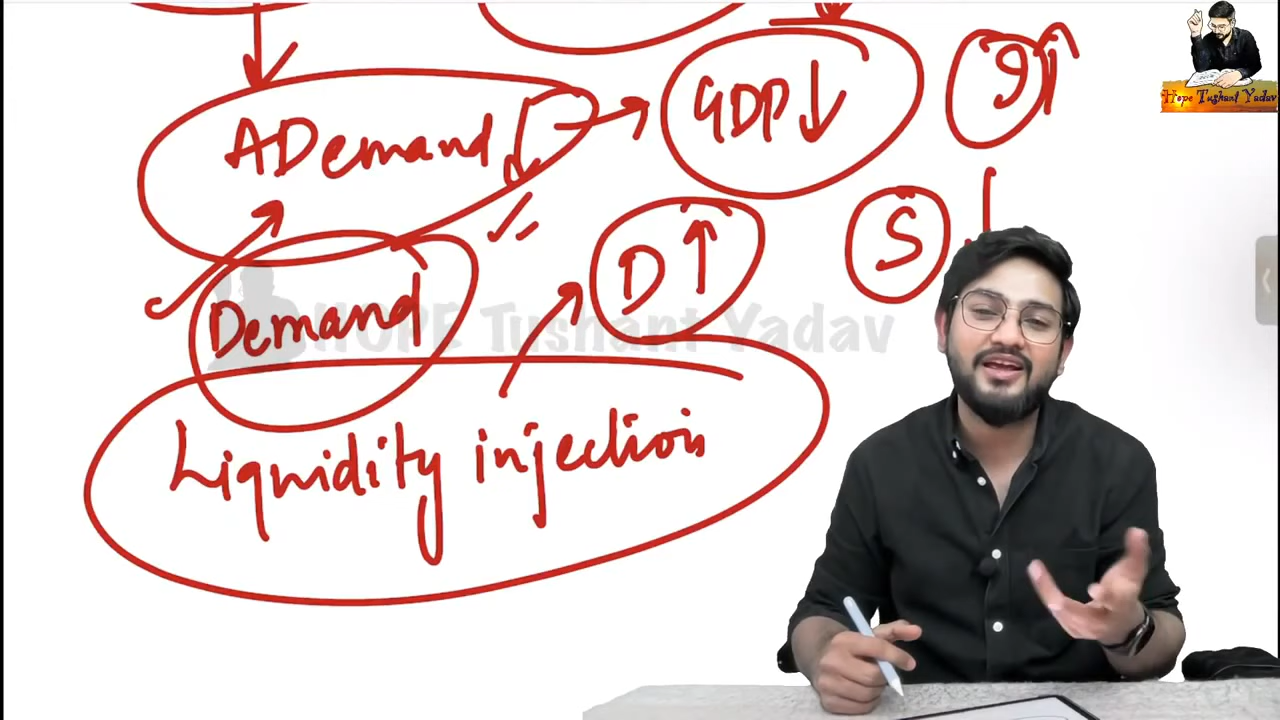 Hope Tushant Yadav
ADemand ↓ → GDP ↓
D ↑
S ↓
Demand
HOPE Tushant Yadav
Liquidity injection